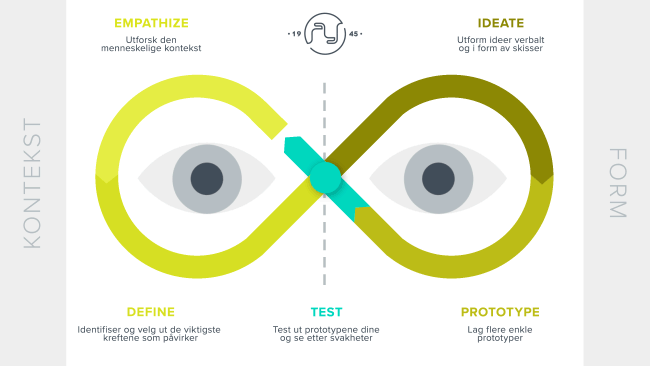 EMPATHIZE
Utforsk den
menneskelige kontekst
• 19
45 •
IDEATE
Utform ideer verbalt
og i form av skisser
KONTEKST
FORM
DEFINE
Identifiser og velg ut de viktigste
kreftene som påvirker
TEST
Test ut prototypene dine
og se etter svakheter
PROTOTYPE
Lag flere enkle
prototyper